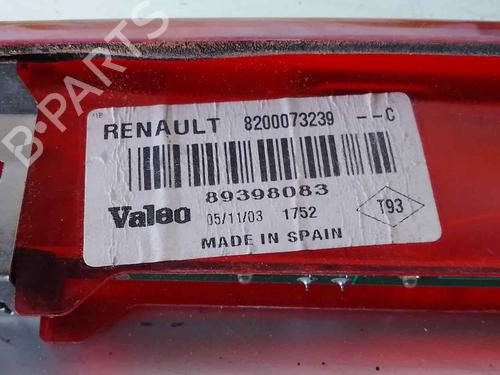 RENAULT 8200073239 --C
89398083
Valeo 05/11/03 1752 T93
MADE IN SPAIN
B-PARTS